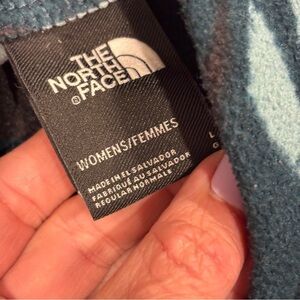 THE
NORTH
FACE
®
WOMENS/FEMMES
MADE IN EL SALVADOR
FABRIQUÉ AU SALVADOR
REGULAR/NORMALE
L
G